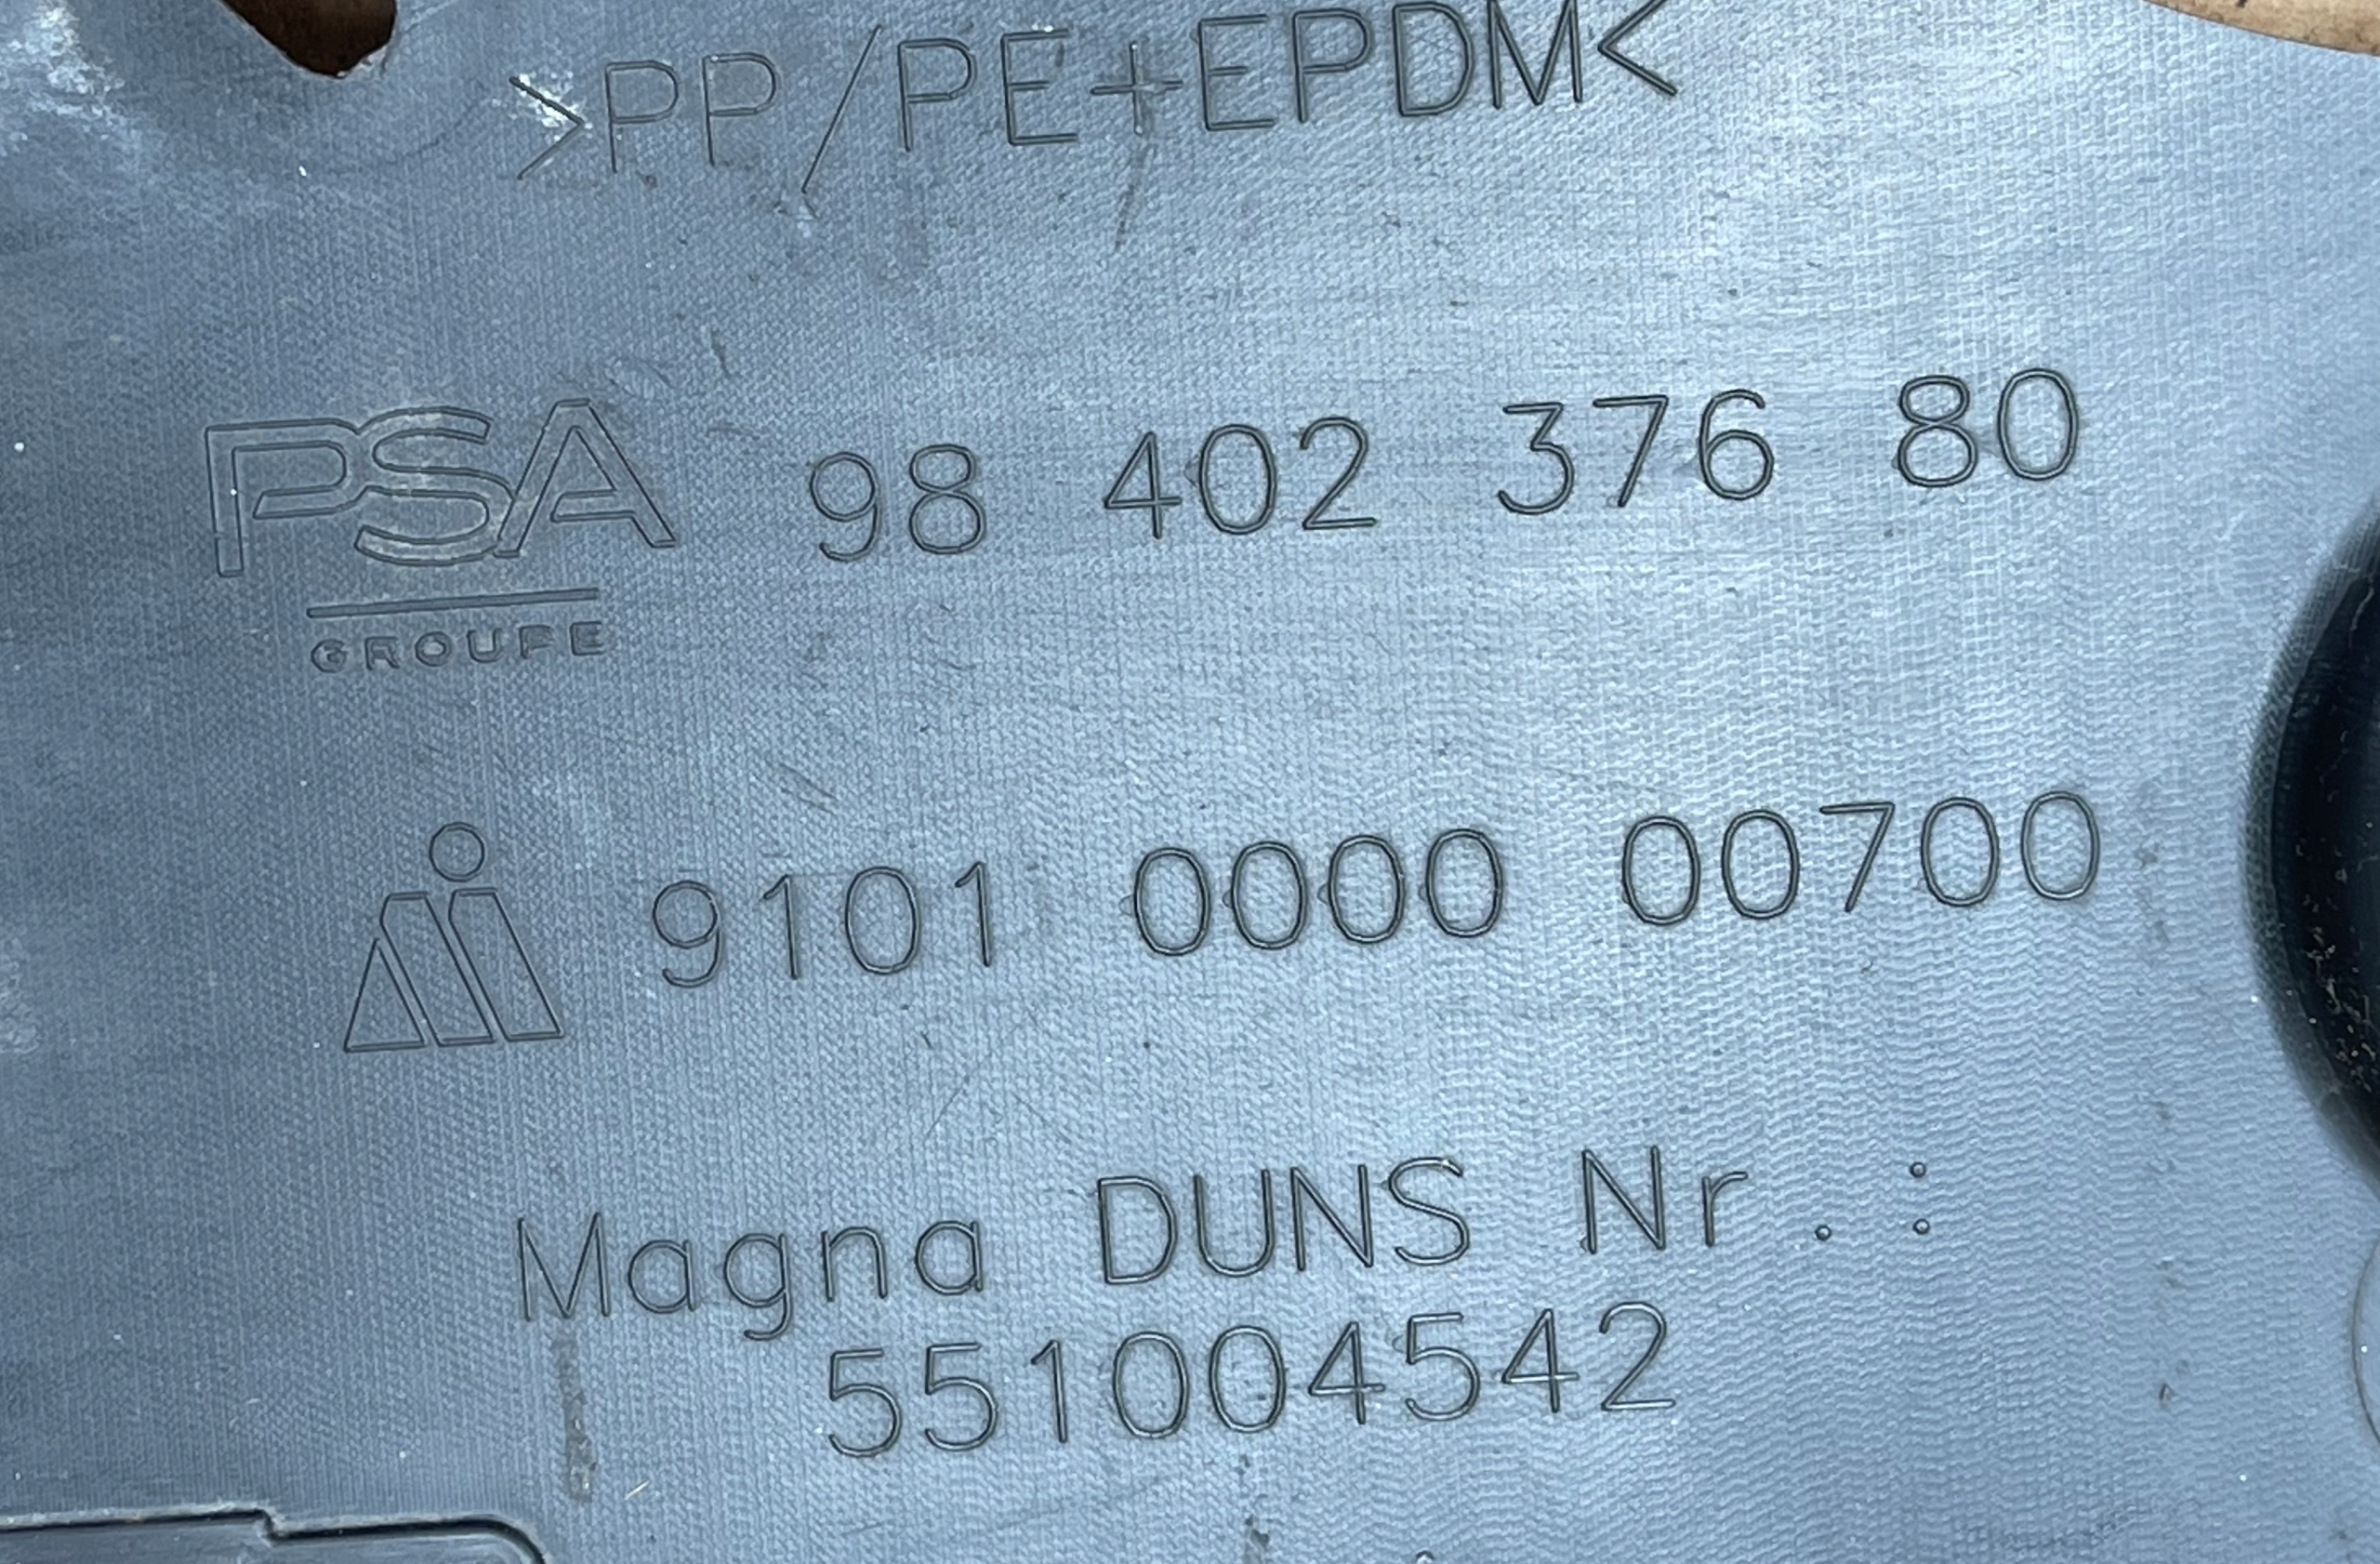 >PP/PE+EPDM<
PSA 98 402 376 80
GROUPE
9101 0000 00700
Magna DUNS Nr.:
551004542